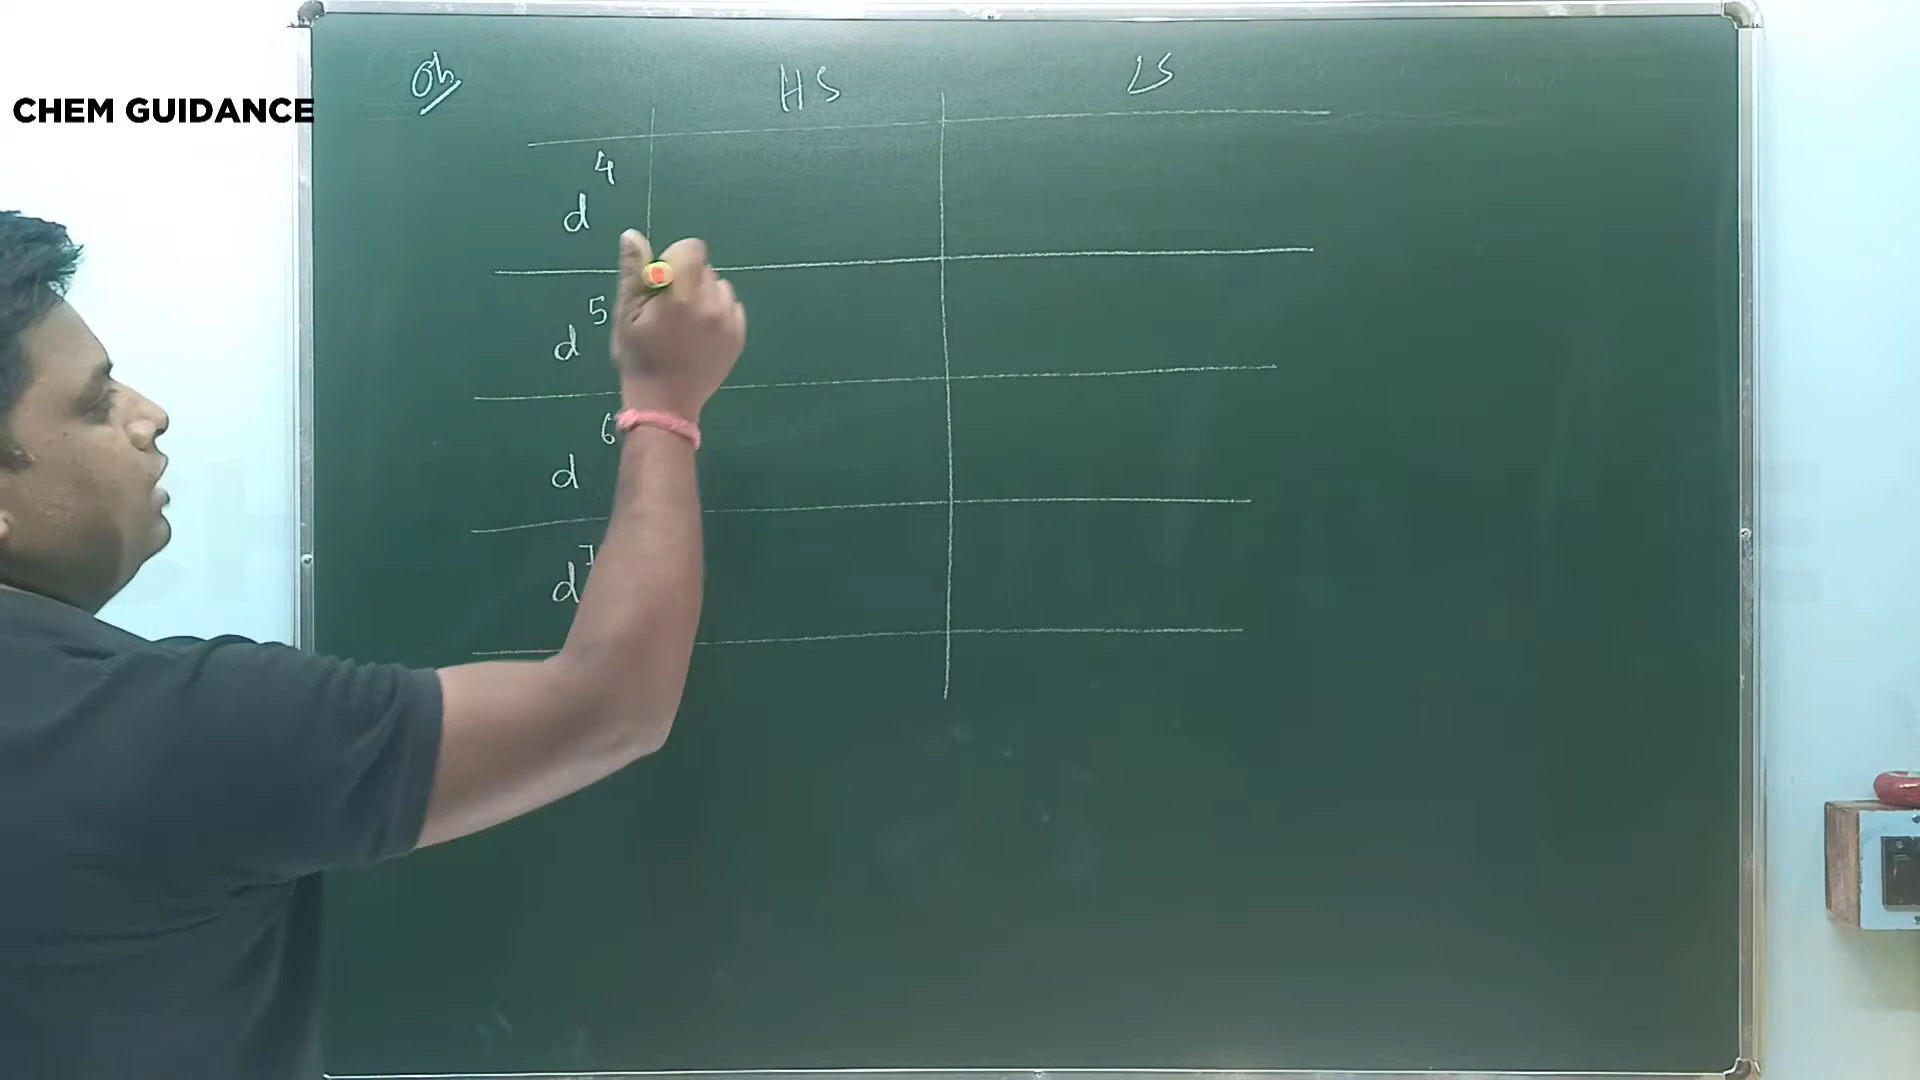 Oh HS LS
CHEM GUIDANCE
d⁴
d⁵
d⁶
d⁷